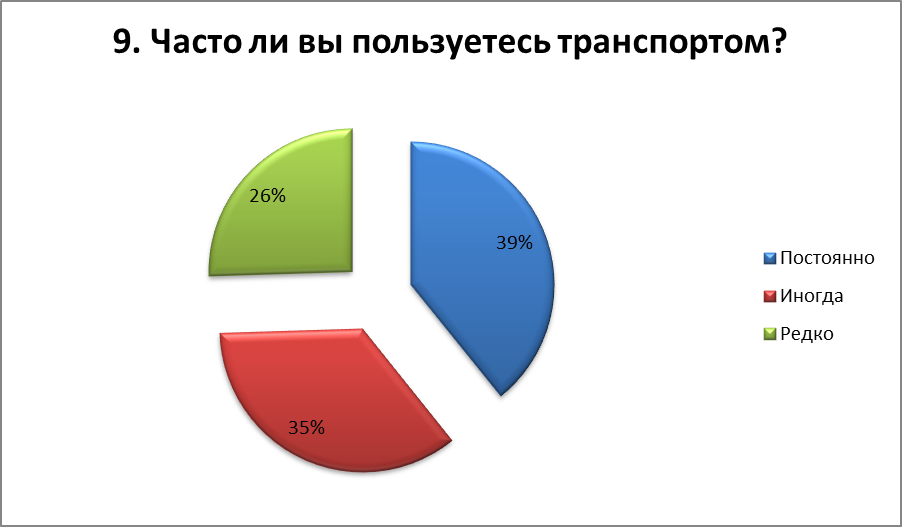 9. Часто ли вы пользуетесь транспортом?
26%
39%
35%
Постоянно
Иногда
Редко